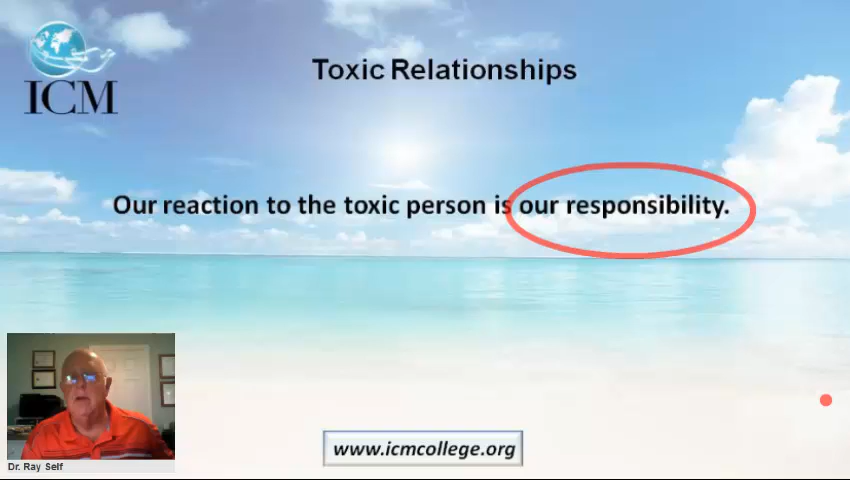 ICM
Toxic Relationships
Our reaction to the toxic person is our responsibility.
Dr. Ray Self
www.icmcollege.org